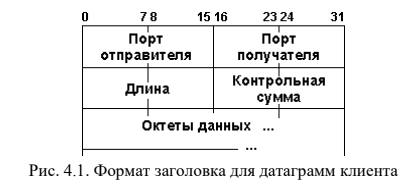 0 7 8 15 16 23 24 31
Порт Порт
отправителя получателя
Длина Контрольная
сумма
Октеты данных ...
...
Рис. 4.1. Формат заголовка для датаграмм клиента